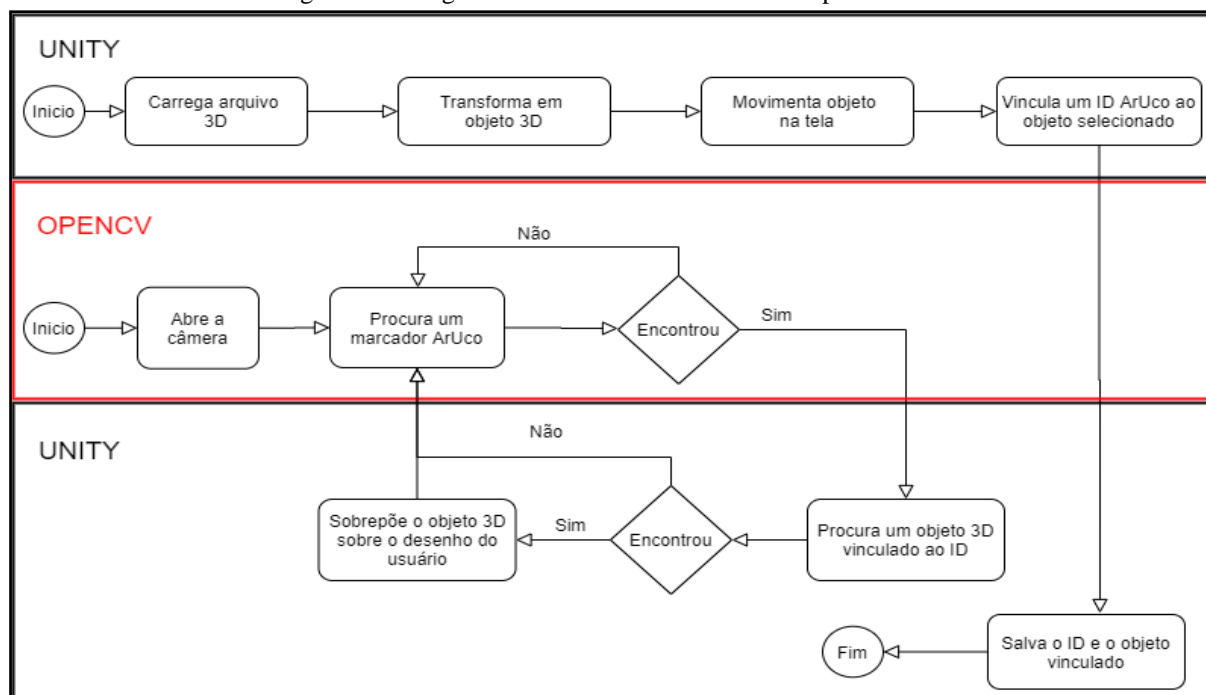 UNITY
Inicio
Carrega arquivo
3D
Transforma em
objeto 3D
Movimenta objeto
na tela
Vincula um ID ArUco ao
objeto selecionado
OPENCV
Não
Inicio
Abre a
câmera
Procura um
marcador ArUco
Encontrou
Sim
UNITY
Não
Sobrepõe o objeto 3D
sobre o desenho do
usuário
Sim
Encontrou
Procura um objeto 3D
vinculado ao ID
Fim
Salva o ID e o objeto
vinculado